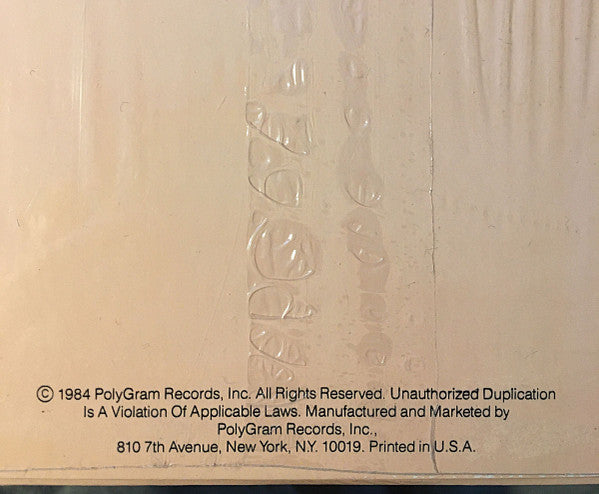 © 1984 PolyGram Records, Inc. All Rights Reserved. Unauthorized Duplication
Is A Violation Of Applicable Laws. Manufactured and Marketed by
PolyGram Records, Inc.,
810 7th Avenue, New York, N.Y. 10019. Printed in U.S.A.